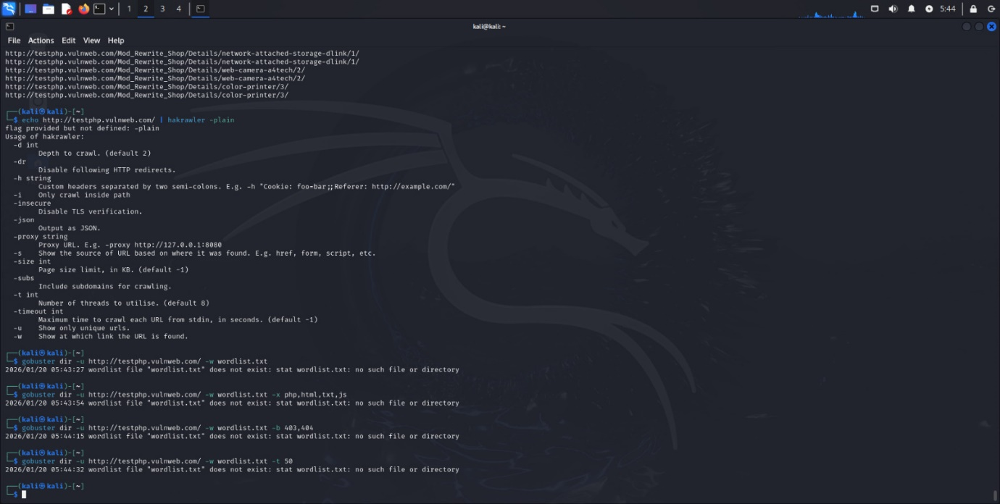 1 2 3 4 5:44
kali@kali: ~
File Actions Edit View Help
http://testphp.vulnweb.com/Mod_Rewrite_Shop/Details/network-attached-storage-dlink/1/
http://testphp.vulnweb.com/Mod_Rewrite_Shop/Details/network-attached-storage-dlink/1/
http://testphp.vulnweb.com/Mod_Rewrite_Shop/Details/web-camera-a4tech/2/
http://testphp.vulnweb.com/Mod_Rewrite_Shop/Details/web-camera-a4tech/2/
http://testphp.vulnweb.com/Mod_Rewrite_Shop/Details/color-printer/3/
http://testphp.vulnweb.com/Mod_Rewrite_Shop/Details/color-printer/3/
┌──(kali㉿kali)-[~]
└─$ echo http://testphp.vulnweb.com/ | hakrawler -plain
flag provided but not defined: -plain
Usage of hakrawler:
-d int
Depth to crawl. (default 2)
-dr
Disable following HTTP redirects.
-h string
Custom headers separated by two semi-colons. E.g. -h "Cookie: foo=bar;;Referer: http://example.com/"
-i Only crawl inside path
-insecure
Disable TLS verification.
-json
Output as JSON.
-proxy string
Proxy URL. E.g. -proxy http://127.0.0.1:8080
-s Show the source of URL based on where it was found. E.g. href, form, script, etc.
-size int
Page size limit, in KB. (default -1)
-subs
Include subdomains for crawling.
-t int
Number of threads to utilise. (default 8)
-timeout int
Maximum time to crawl each URL from stdin, in seconds. (default -1)
-u Show only unique urls.
-w Show at which link the URL is found.
┌──(kali㉿kali)-[~]
└─$ gobuster dir -u http://testphp.vulnweb.com/ -w wordlist.txt
2026/01/20 05:43:27 wordlist file "wordlist.txt" does not exist: stat wordlist.txt: no such file or directory
┌──(kali㉿kali)-[~]
└─$ gobuster dir -u http://testphp.vulnweb.com/ -w wordlist.txt -x php,html,txt,js
2026/01/20 05:43:54 wordlist file "wordlist.txt" does not exist: stat wordlist.txt: no such file or directory
┌──(kali㉿kali)-[~]
└─$ gobuster dir -u http://testphp.vulnweb.com/ -w wordlist.txt -b 403,404
2026/01/20 05:44:15 wordlist file "wordlist.txt" does not exist: stat wordlist.txt: no such file or directory
┌──(kali㉿kali)-[~]
└─$ gobuster dir -u http://testphp.vulnweb.com/ -w wordlist.txt -t 50
2026/01/20 05:44:32 wordlist file "wordlist.txt" does not exist: stat wordlist.txt: no such file or directory
┌──(kali㉿kali)-[~]
└─$